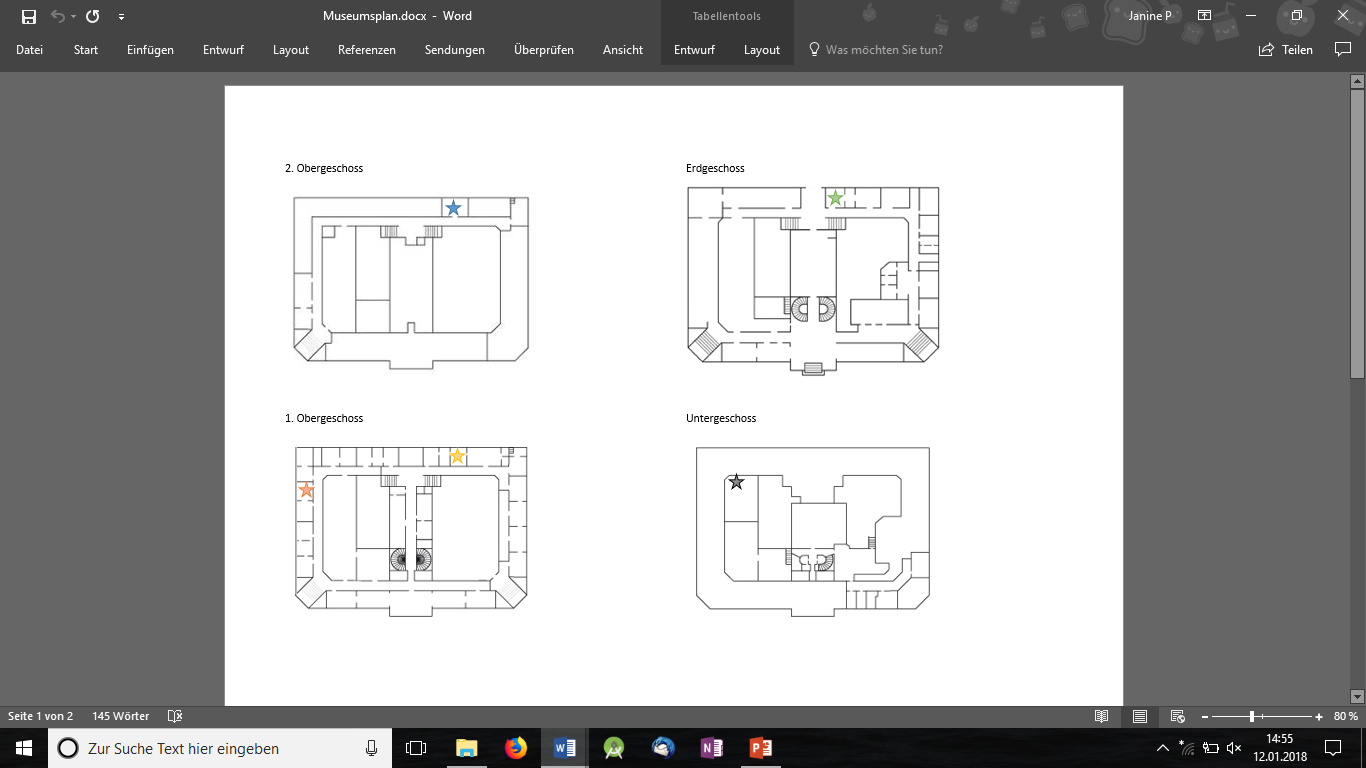 Museumsplan.docx - Word
Tabellentools
Janine P
Datei
Start
Einfügen
Entwurf
Layout
Referenzen
Sendungen
Überprüfen
Ansicht
Entwurf
Layout
Was möchten Sie tun?
Teilen
2. Obergeschoss
Erdgeschoss
1. Obergeschoss
Untergeschoss
Seite 1 von 2
145 Wörter
80 %
Zur Suche Text hier eingeben
14:55
12.01.2018